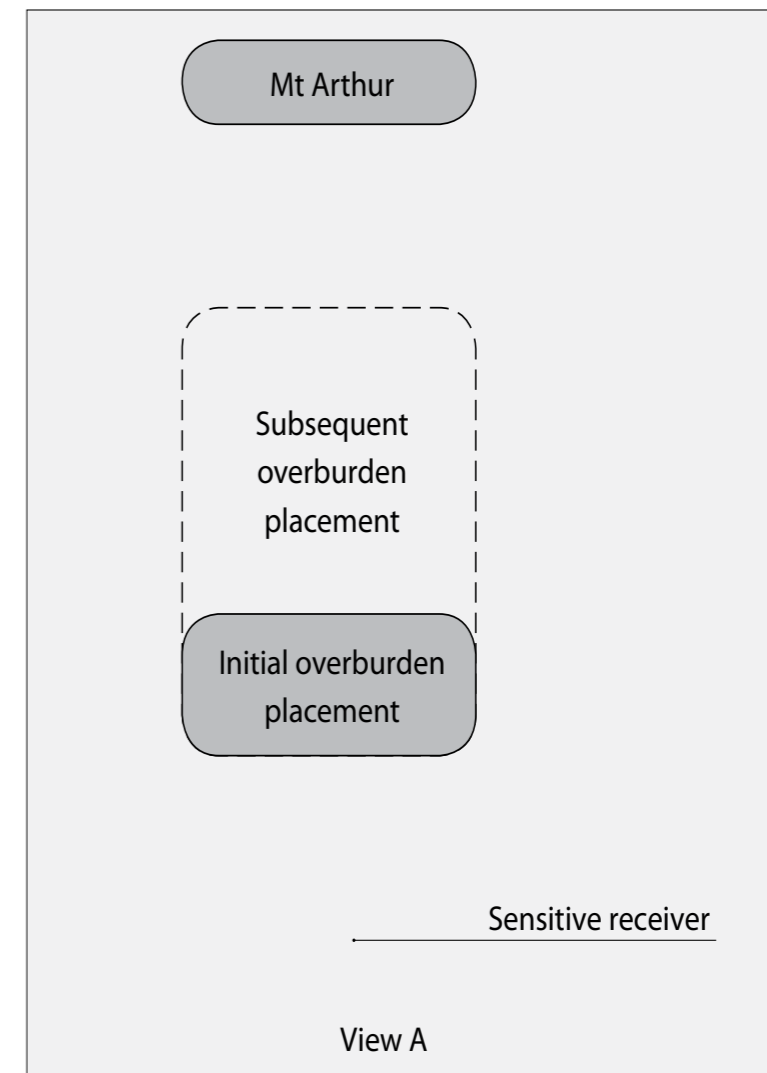 Mt Arthur
Subsequent
overburden
placement
Initial overburden
placement
Sensitive receiver
View A